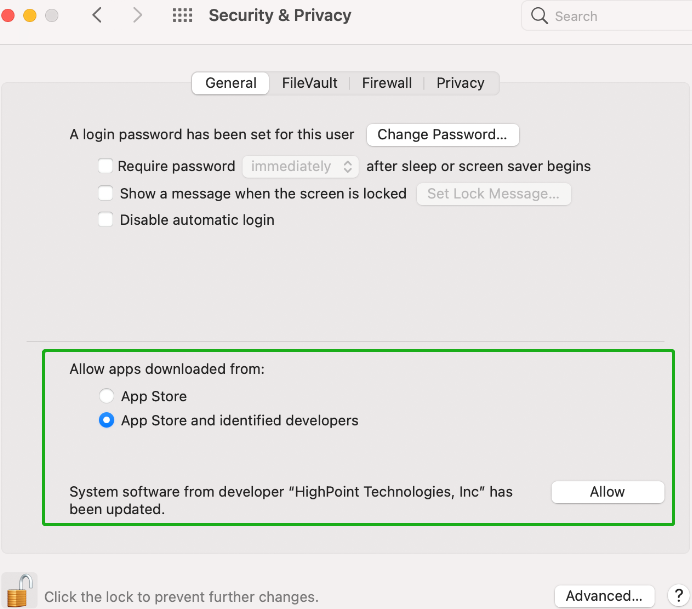 Security & Privacy
Search
General FileVault Firewall Privacy
A login password has been set for this user Change Password...
Require password immediately after sleep or screen saver begins
Show a message when the screen is locked Set Lock Message...
Disable automatic login
Allow apps downloaded from:
App Store
App Store and identified developers
System software from developer “HighPoint Technologies, Inc” has
been updated.
Allow
Click the lock to prevent further changes.
Advanced...
?